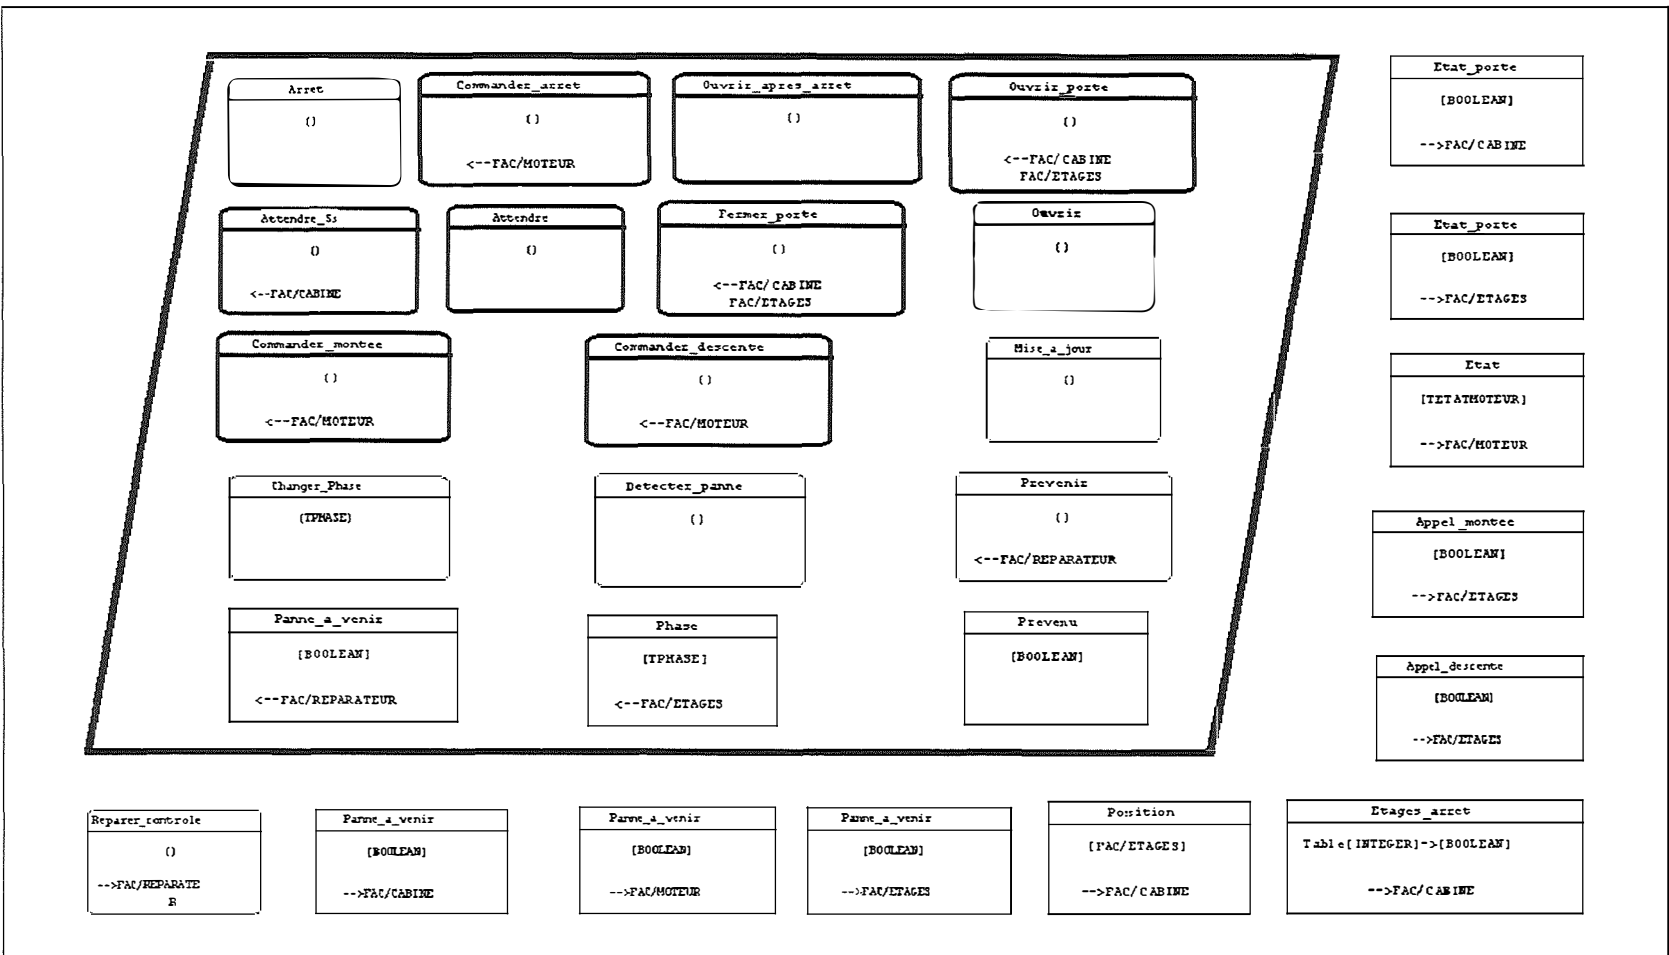 Arret
()
Commander_arret
()
<--FAC/MOTEUR
Ouvrir_apres_arret
()
Ouvrir_porte
()
<--FAC/CABINE
FAC/ETAGES
Attendre_5s
()
<--FAC/CABINE
Attendre
()
Fermer_porte
()
<--FAC/CABINE
FAC/ETAGES
Ouvrir
()
Commander_montee
()
<--FAC/MOTEUR
Commander_descente
()
<--FAC/MOTEUR
Mise_a_jour
()
Changer_Phase
[TPHASE]
Detecter_panne
()
Prevenir
()
<--FAC/REPARATEUR
Panne_a_venir
[BOOLEAN]
<--FAC/REPARATEUR
Phase
[TPHASE]
<--FAC/ETAGES
Prevenu
[BOOLEAN]
Etat_porte
[BOOLEAN]
-->FAC/CABINE
Etat_porte
[BOOLEAN]
-->FAC/ETAGES
Etat
[TETATMOTEUR]
-->FAC/MOTEUR
Appel_montee
[BOOLEAN]
-->FAC/ETAGES
Appel_descente
[BOOLEAN]
-->FAC/ETAGES
Reparer_controle
()
-->FAC/REPARATE
R
Panne_a_venir
[BOOLEAN]
-->FAC/CABINE
Panne_a_venir
[BOOLEAN]
-->FAC/MOTEUR
Panne_a_venir
[BOOLEAN]
-->FAC/ETAGES
Position
[FAC/ETAGES]
-->FAC/CABINE
Etages_arret
Table[INTEGER]->[BOOLEAN]
-->FAC/CABINE